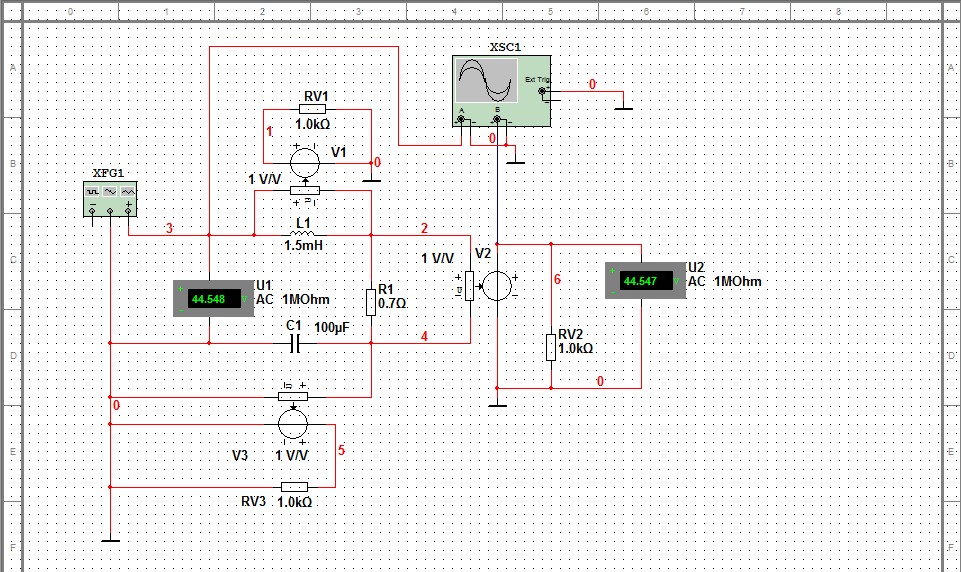 0 1 2 3 4 5 6 7 8
A A
XSC1
Ext Trig
A B
0
0
RV1
1.0kΩ
1
V1
0
1 V/V
B B
XFG1
3
L1
1.5mH
2
1 V/V
V2
C C
U1
44.548 V
AC 1MOhm
R1
0.7Ω
6
U2
44.547 V
AC 1MOhm
C1
100µF
4
RV2
1.0kΩ
D D
0
0
V3
1 V/V
5
E E
RV3
1.0kΩ
F F